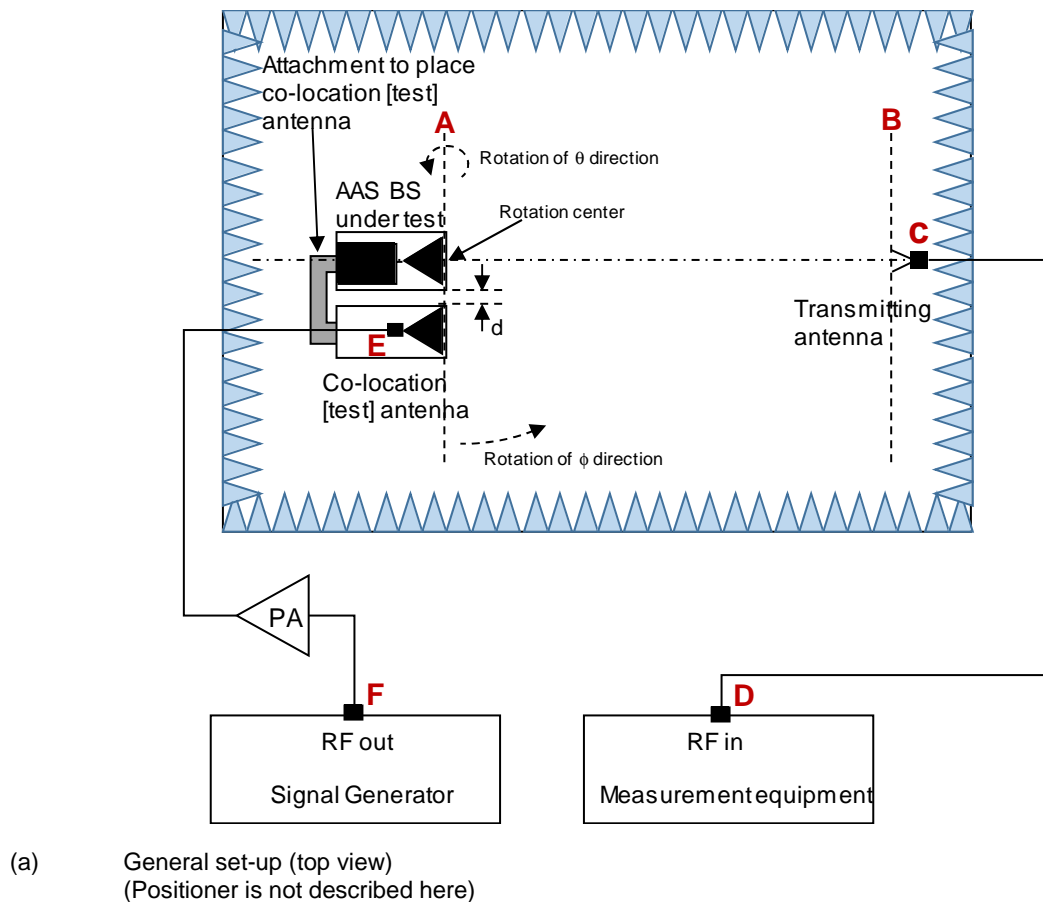 Attachment to place
co-location [test]
antenna
A
B
Rotation of θ direction
AAS BS
under test
Rotation center
C
d
Transmitting
antenna
E
Co-location
[test] antenna
Rotation of ϕ direction
PA
F
D
RF out
RF in
Signal Generator
Measurement equipment
(a) General set-up (top view)
(Positioner is not described here)